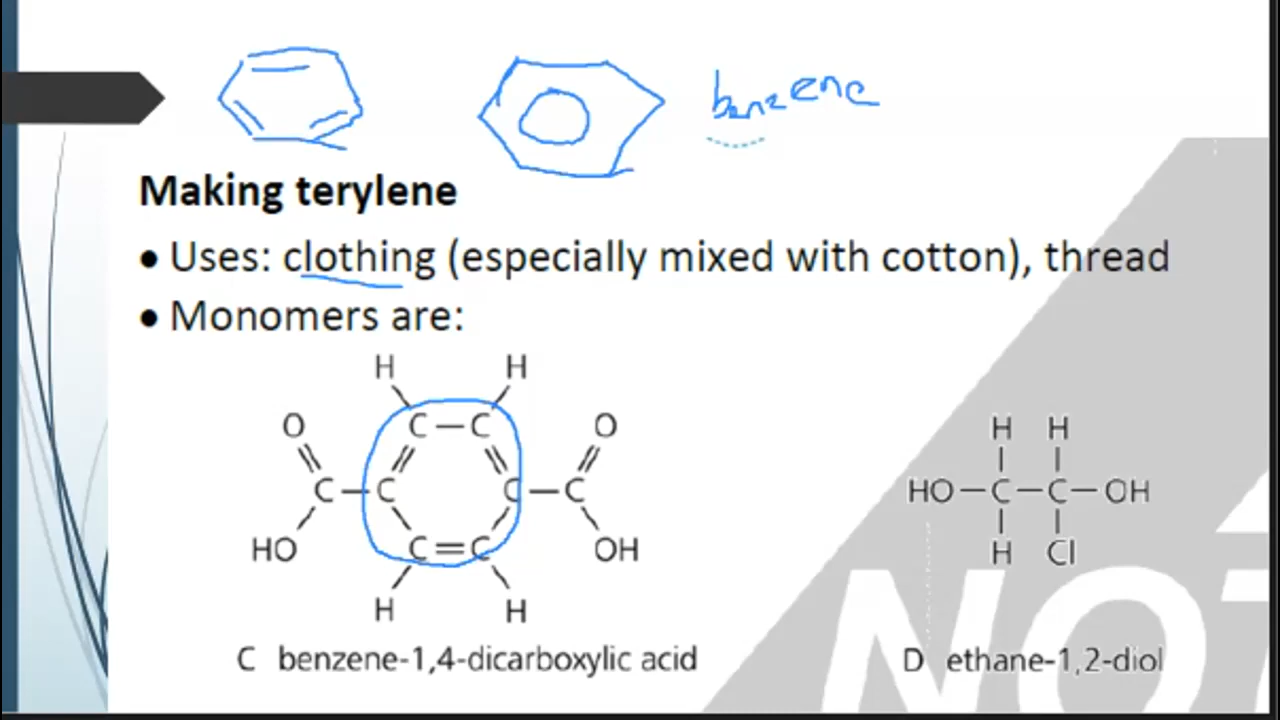 benzene
Making terylene
• Uses: clothing (especially mixed with cotton), thread
• Monomers are:
H H
O C — C O H H
C — C C — C HO — C — C — OH
HO C = C OH H Cl
H H
C benzene-1,4-dicarboxylic acid D ethane-1,2-diol
NOT